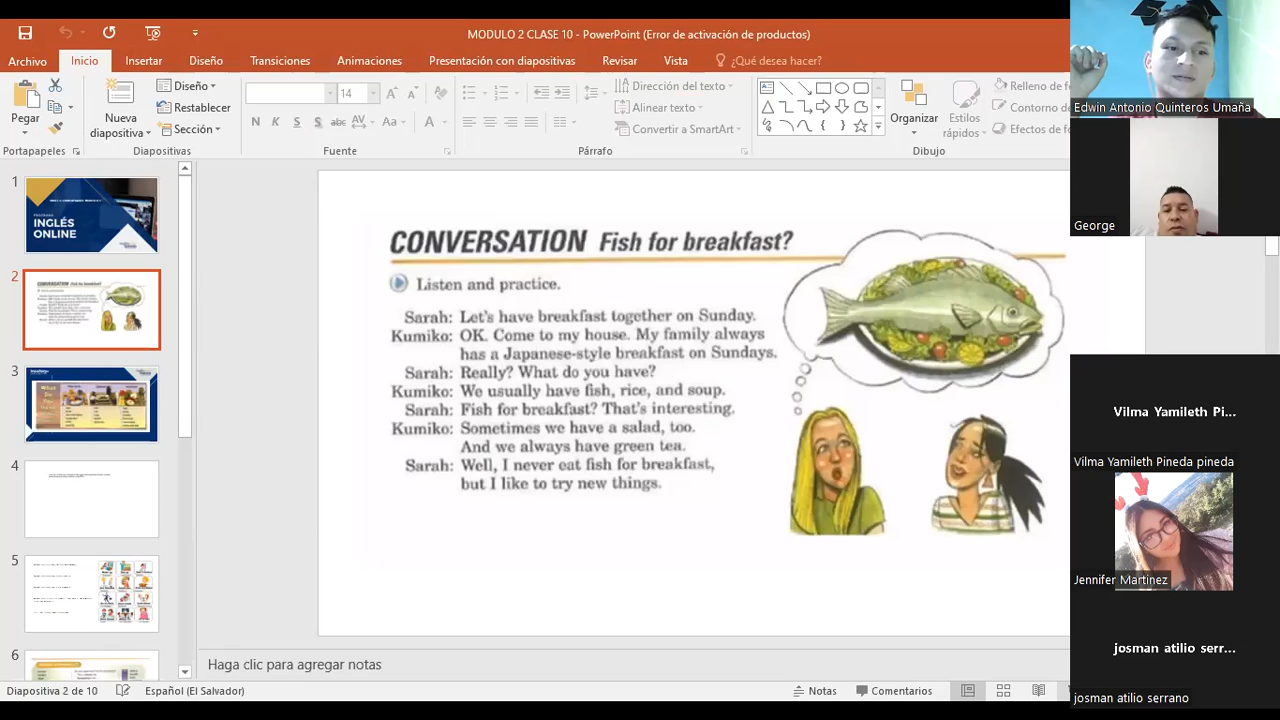 MODULO 2 CLASE 10 - PowerPoint (Error de activación de productos)
Archivo Inicio Insertar Diseño Transiciones Animaciones Presentación con diapositivas Revisar Vista ¿Qué desea hacer?
Pegar
Portapapeles
Nueva diapositiva
Diseño
Restablecer
Sección
Diapositivas
14
N K S S abc AV Aa A
Fuente
Dirección del texto
Alinear texto
Convertir a SmartArt
Párrafo
Organizar
Estilos rápidos
Relleno de
Contorno de
Efectos de fo
Dibujo
1
INGLÉS
ONLINE
2
3
4
5
6
CONVERSATION Fish for breakfast?
Listen and practice.
Sarah: Let's have breakfast together on Sunday.
Kumiko: OK. Come to my house. My family always
has a Japanese-style breakfast on Sundays.
Sarah: Really? What do you have?
Kumiko: We usually have fish, rice, and soup.
Sarah: Fish for breakfast? That's interesting.
Kumiko: Sometimes we have a salad, too.
And we always have green tea.
Sarah: Well, I never eat fish for breakfast,
but I like to try new things.
Haga clic para agregar notas
Diapositiva 2 de 10 Español (El Salvador) Notas Comentarios
Edwin Antonio Quinteros Umaña
George
Vilma Yamileth Pi...
Vilma Yamileth Pineda pineda
Jennifer Martinez
josman atilio serr...
josman atilio serrano